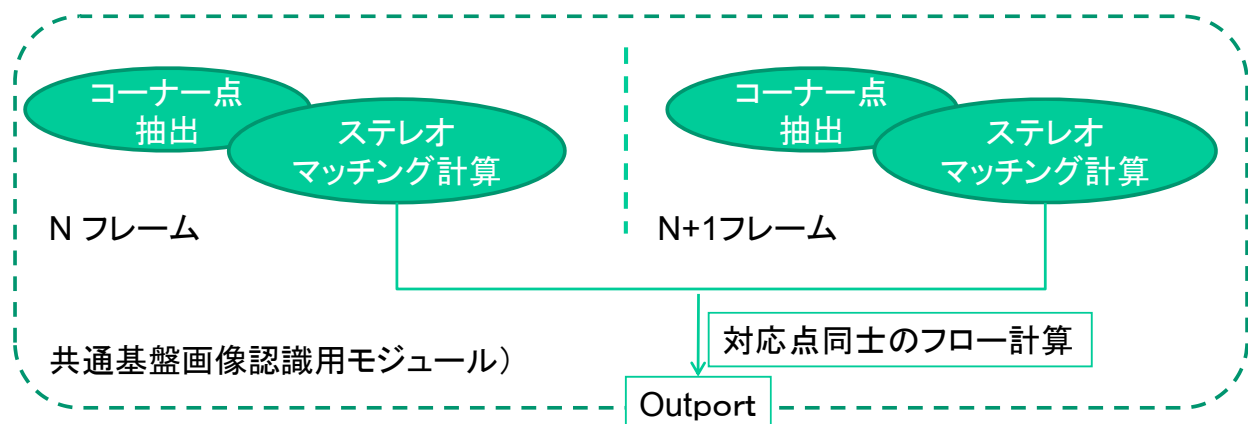 コーナー点
抽出
ステレオ
マッチング計算
N フレーム
コーナー点
抽出
ステレオ
マッチング計算
N+1フレーム
対応点同士のフロー計算
共通基盤画像認識用モジュール）
Outport